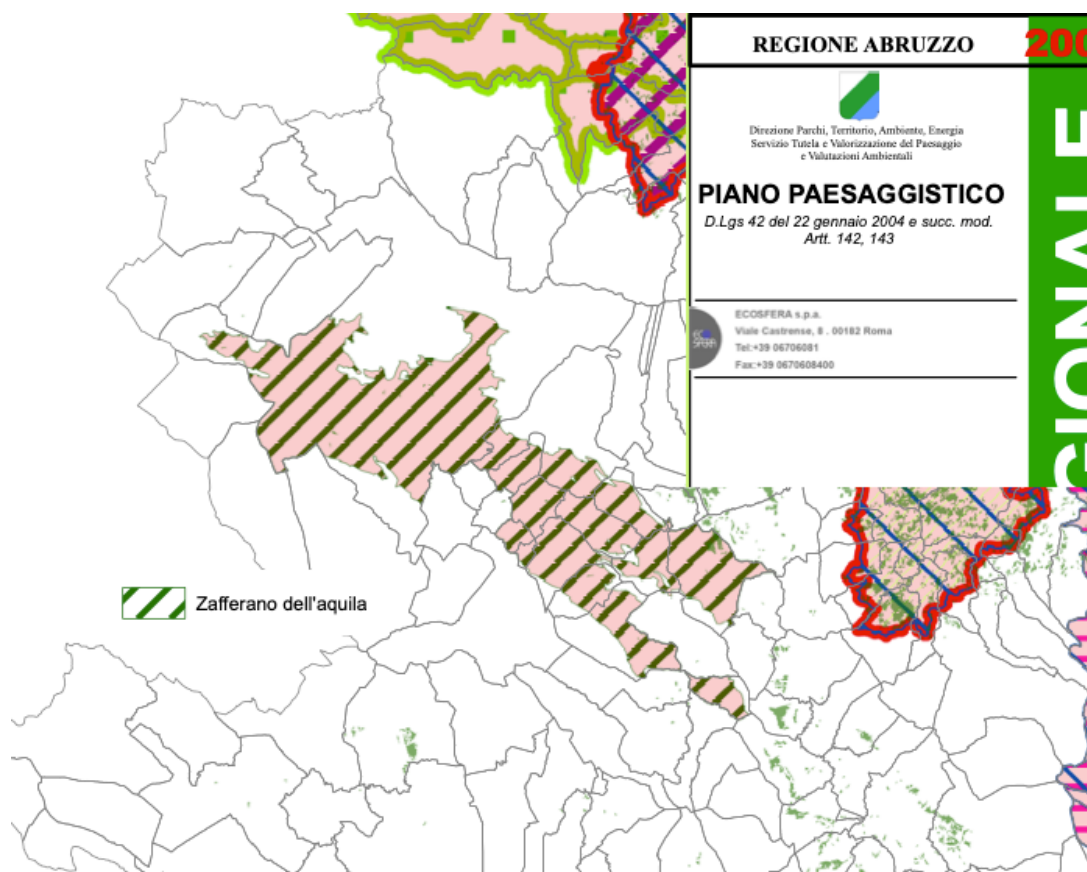 REGIONE ABRUZZO
200
Direzione Parchi, Territorio, Ambiente, Energia
Servizio Tutela e Valorizzazione del Paesaggio
e Valutazioni Ambientali
PIANO PAESAGGISTICO
D.Lgs 42 del 22 gennaio 2004 e succ. mod.
Artt. 142, 143
ECOSFERA s.p.a.
Viale Castrense, 8 . 00182 Roma
Tel:+39 06706081
Fax:+39 0670608400
GIONALE
Zafferano dell'aquila